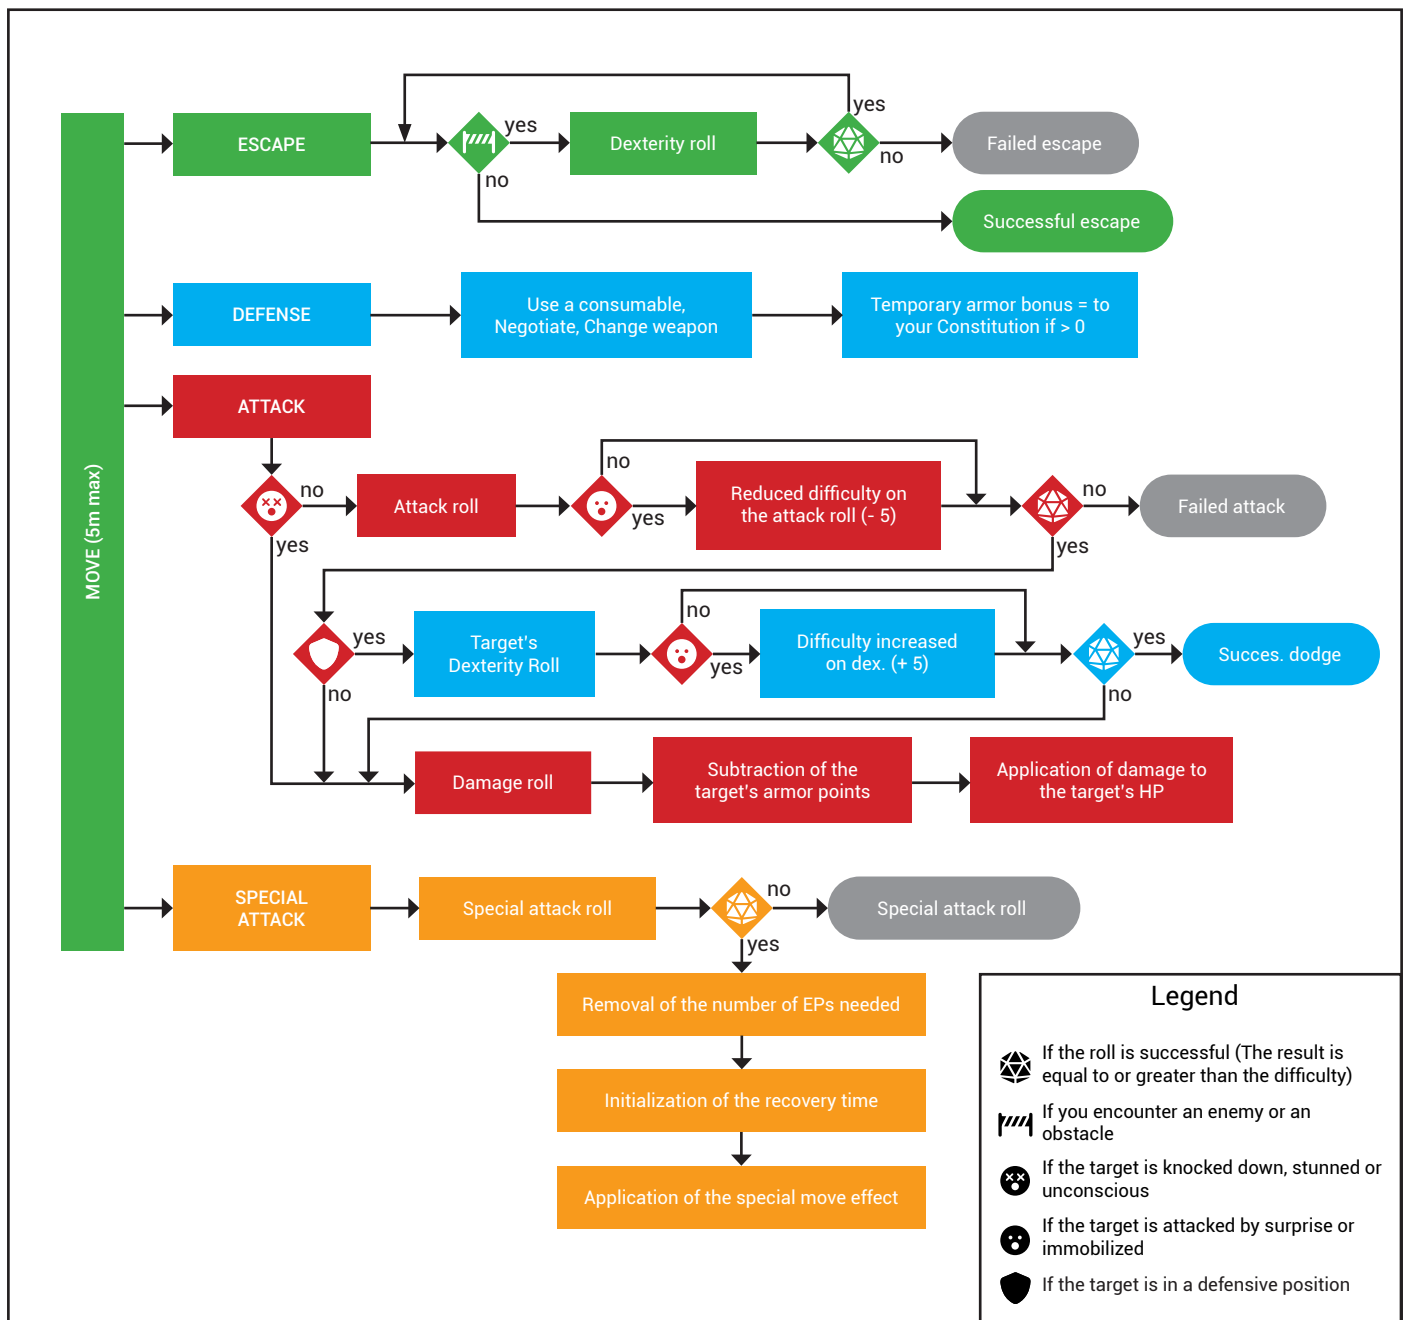 MOVE (5m max)
ESCAPE
yes
no
Dexterity roll
yes
no
Failed escape
Successful escape
DEFENSE
Use a consumable,
Negotiate, Change weapon
Temporary armor bonus = to
your Constitution if > 0
ATTACK
no
yes
Attack roll
no
yes
Reduced difficulty on
the attack roll (- 5)
no
yes
Failed attack
yes
no
Target's
Dexterity Roll
no
yes
Difficulty increased
on dex. (+ 5)
yes
no
Succes. dodge
Damage roll
Subtraction of the
target's armor points
Application of damage to
the target's HP
SPECIAL
ATTACK
Special attack roll
no
yes
Special attack roll
Removal of the number of EPs needed
Initialization of the recovery time
Application of the special move effect
Legend
If the roll is successful (The result is
equal to or greater than the difficulty)
If you encounter an enemy or an
obstacle
If the target is knocked down, stunned or
unconscious
If the target is attacked by surprise or
immobilized
If the target is in a defensive position